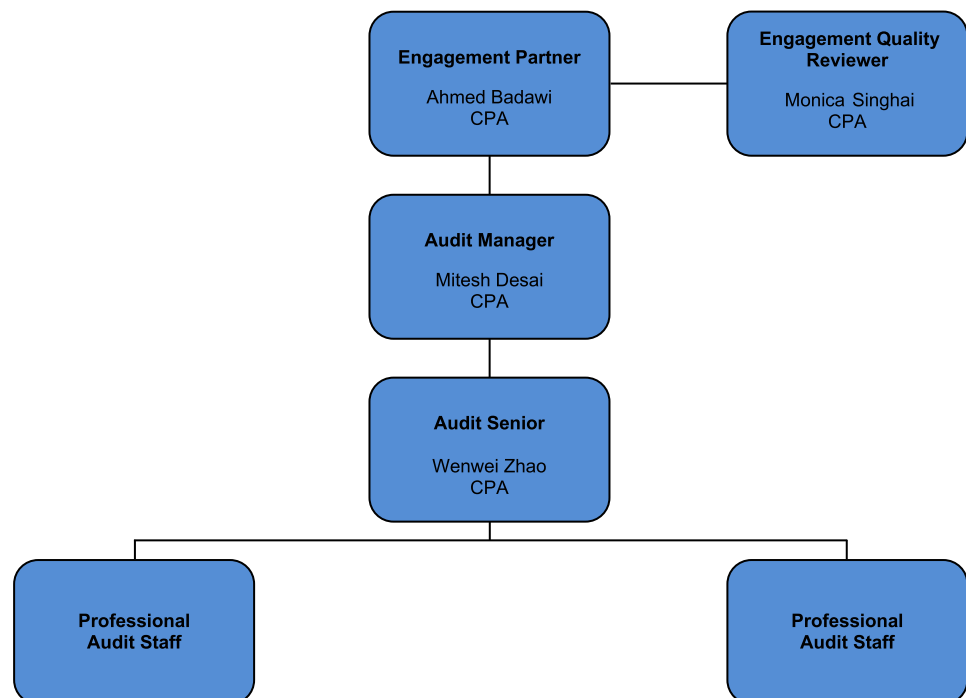 Engagement Partner
Ahmed Badawi
CPA
Engagement Quality
Reviewer
Monica Singhai
CPA
Audit Manager
Mitesh Desai
CPA
Audit Senior
Wenwei Zhao
CPA
Professional
Audit Staff
Professional
Audit Staff